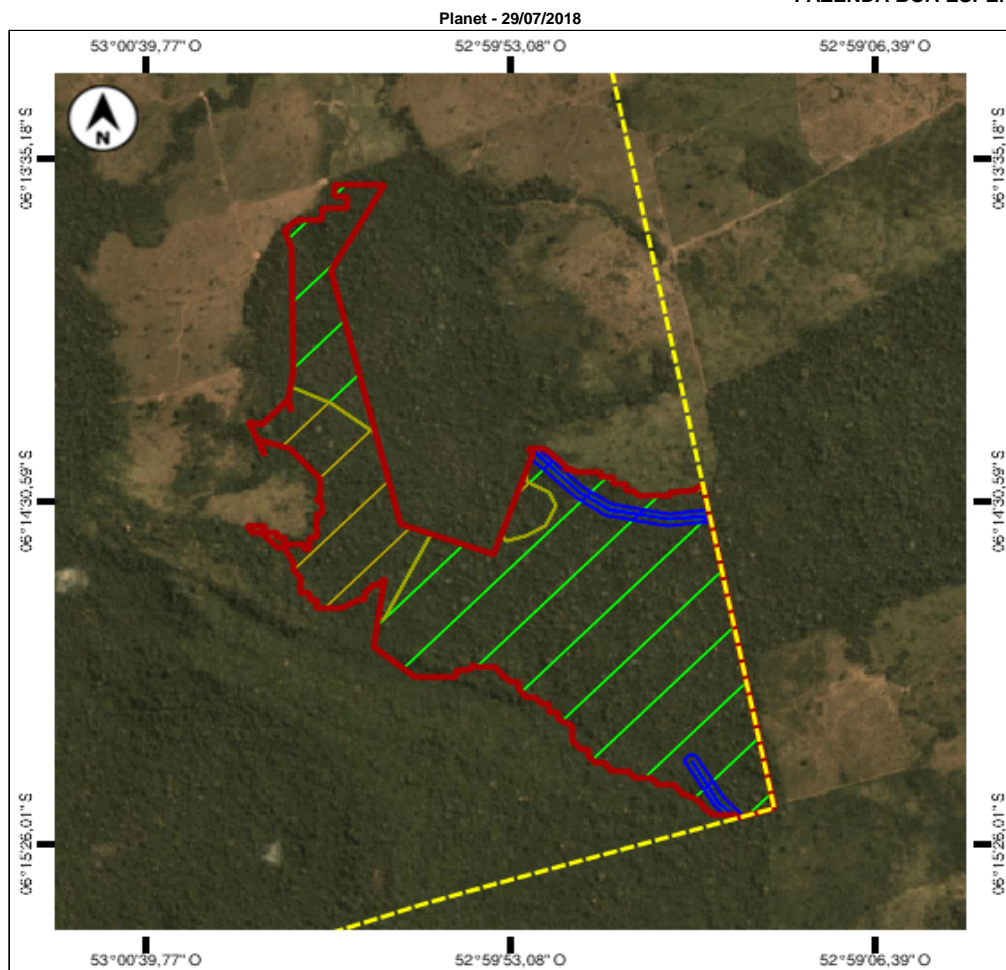 Planet - 29/07/2018
53°00'39,77" O
52°59'53,08" O
52°59'06,39" O
06°13'35,18" S
06°13'35,18" S
N
06°14'30,59" S
06°14'30,59" S
06°15'26,01" S
06°15'26,01" S
53°00'39,77" O
52°59'53,08" O
52°59'06,39" O